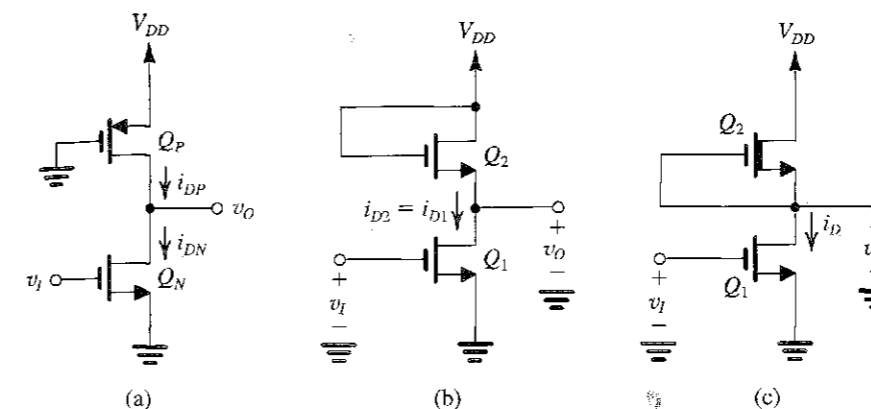 V_DD
Q_P
i_DP
v_O
i_DN
v_I
Q_N
(a)
V_DD
Q_2
i_D2 = i_D1
+
v_O
−
Q_1
+
v_I
−
(b)
V_DD
Q_2
i_D
+
v_I
−
Q_1
(c)